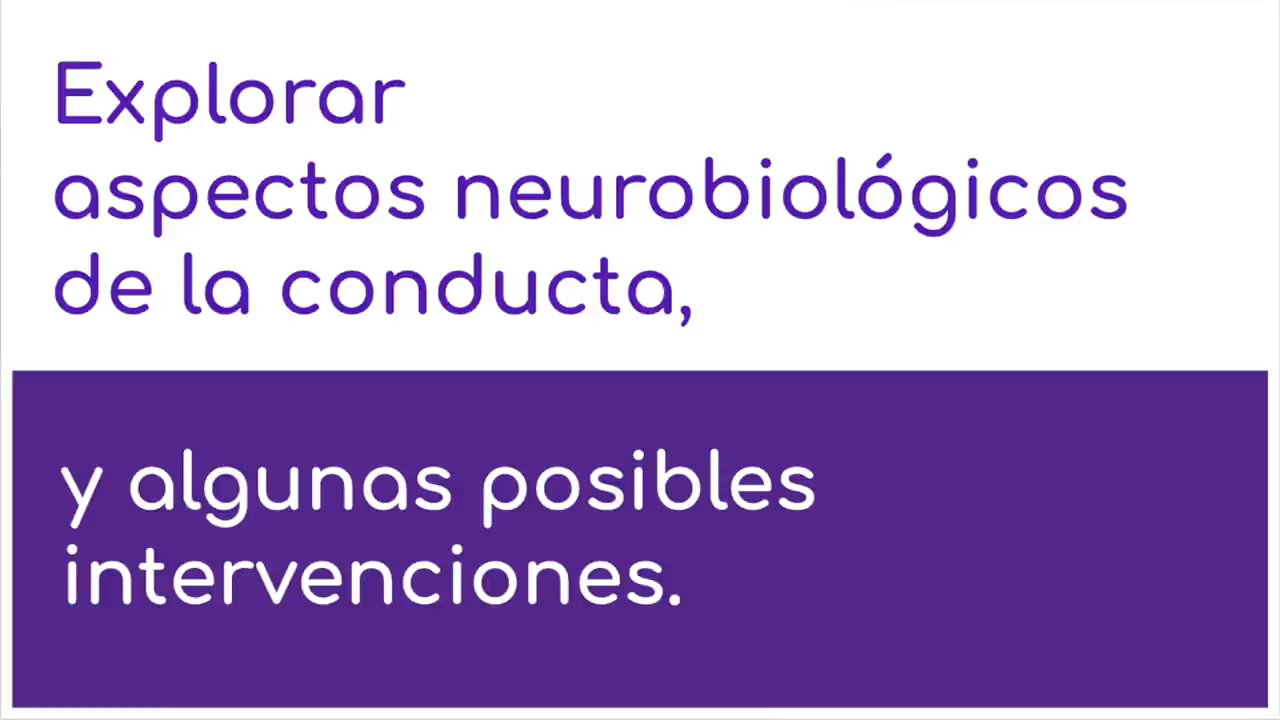 Explorar
aspectos neurobiológicos
de la conducta,
y algunas posibles
intervenciones.